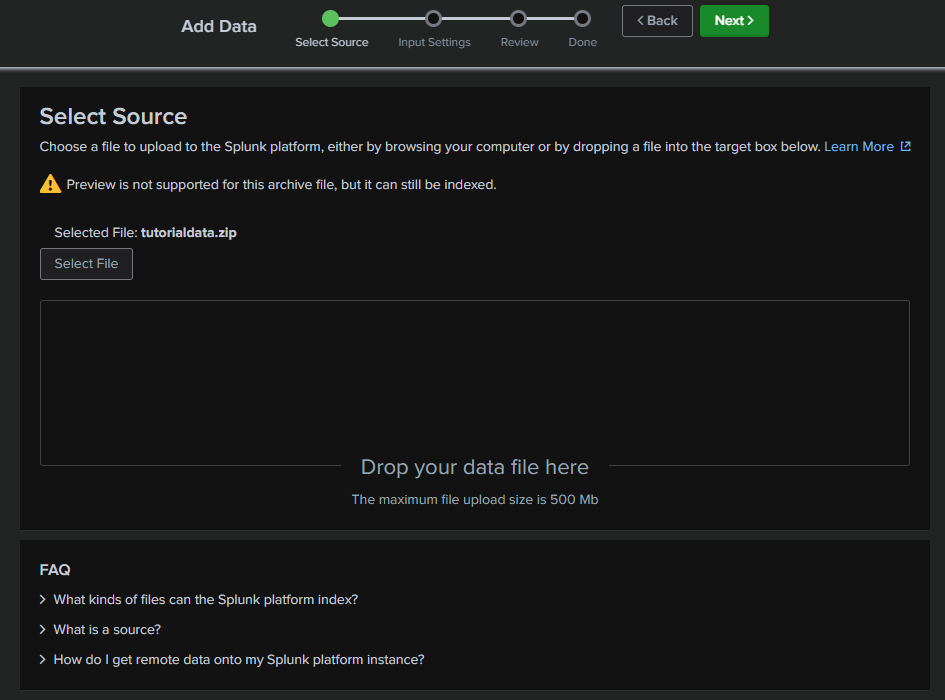 Add Data
Select Source
Input Settings
Review
Done
Back
Next
Select Source
Choose a file to upload to the Splunk platform, either by browsing your computer or by dropping a file into the target box below. Learn More
Preview is not supported for this archive file, but it can still be indexed.
Selected File: tutorialdata.zip
Select File
Drop your data file here
The maximum file upload size is 500 Mb
FAQ
What kinds of files can the Splunk platform index?
What is a source?
How do I get remote data onto my Splunk platform instance?